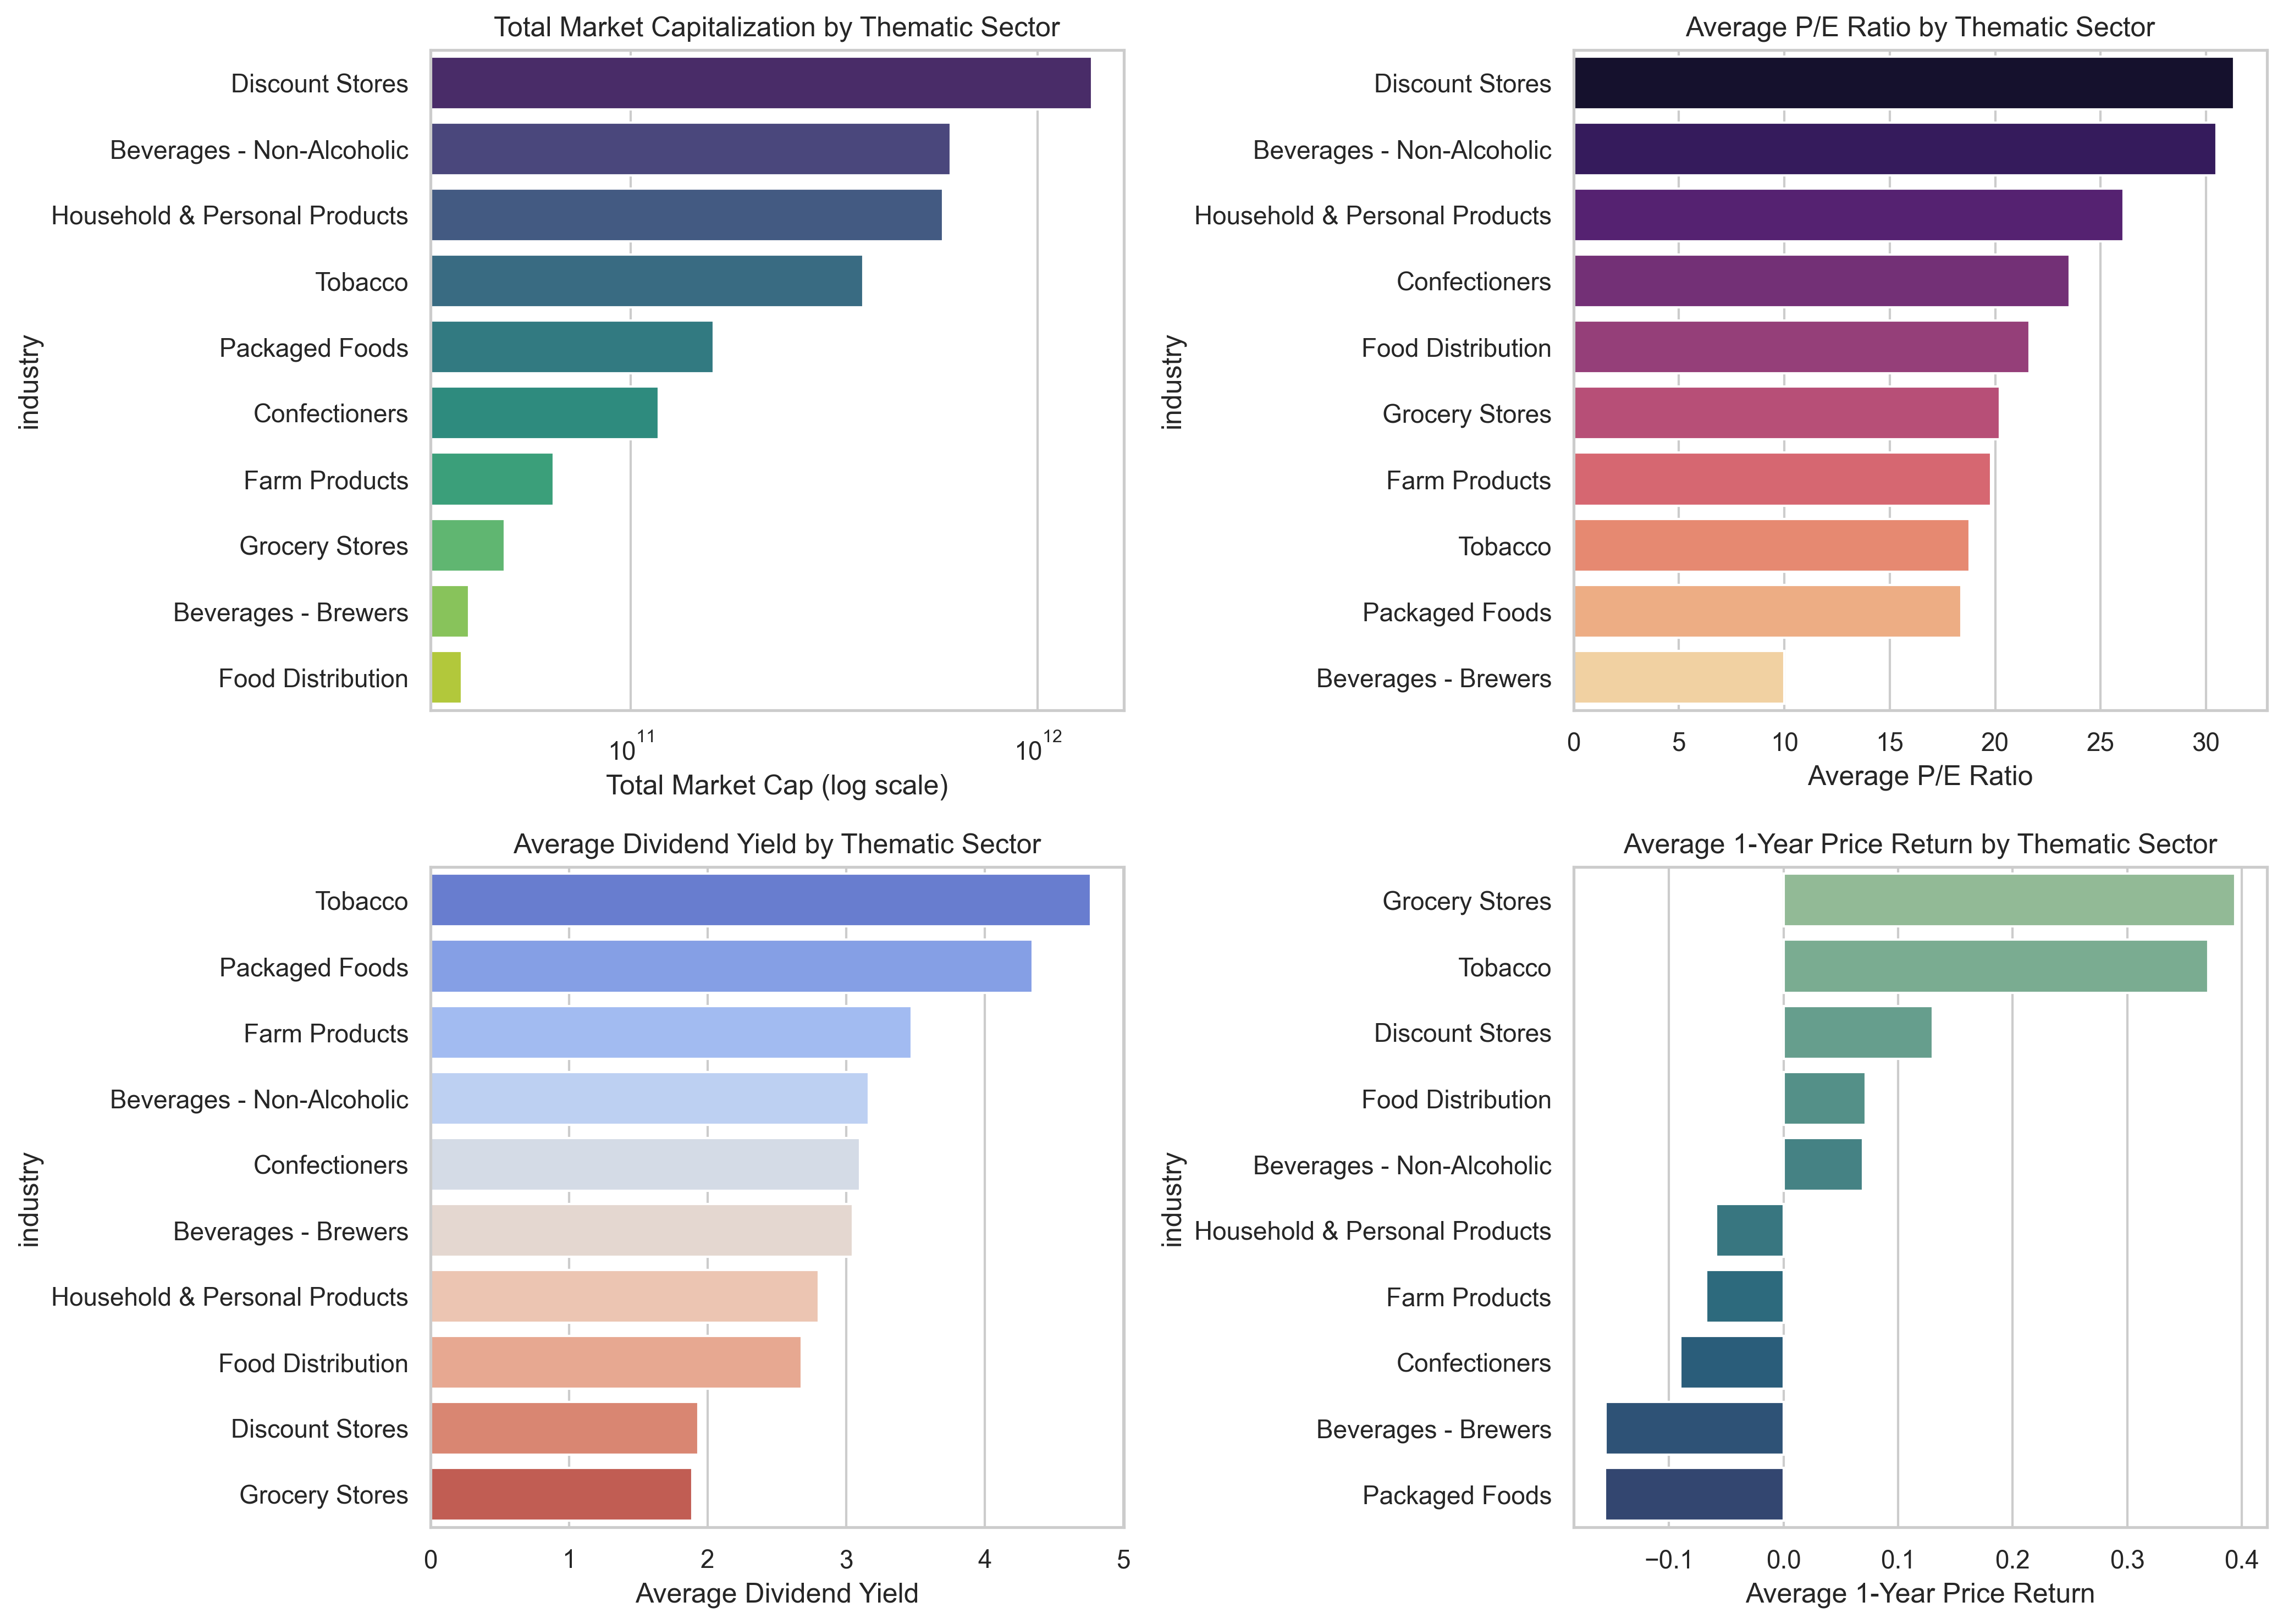 Total Market Capitalization by Thematic Sector
industry
Discount Stores
Beverages - Non-Alcoholic
Household & Personal Products
Tobacco
Packaged Foods
Confectioners
Farm Products
Grocery Stores
Beverages - Brewers
Food Distribution
10^11 10^12
Total Market Cap (log scale)
Average P/E Ratio by Thematic Sector
industry
Discount Stores
Beverages - Non-Alcoholic
Household & Personal Products
Confectioners
Food Distribution
Grocery Stores
Farm Products
Tobacco
Packaged Foods
Beverages - Brewers
0 5 10 15 20 25 30
Average P/E Ratio
Average Dividend Yield by Thematic Sector
industry
Tobacco
Packaged Foods
Farm Products
Beverages - Non-Alcoholic
Confectioners
Beverages - Brewers
Household & Personal Products
Food Distribution
Discount Stores
Grocery Stores
0 1 2 3 4 5
Average Dividend Yield
Average 1-Year Price Return by Thematic Sector
industry
Grocery Stores
Tobacco
Discount Stores
Food Distribution
Beverages - Non-Alcoholic
Household & Personal Products
Farm Products
Confectioners
Beverages - Brewers
Packaged Foods
−0.1 0.0 0.1 0.2 0.3 0.4
Average 1-Year Price Return